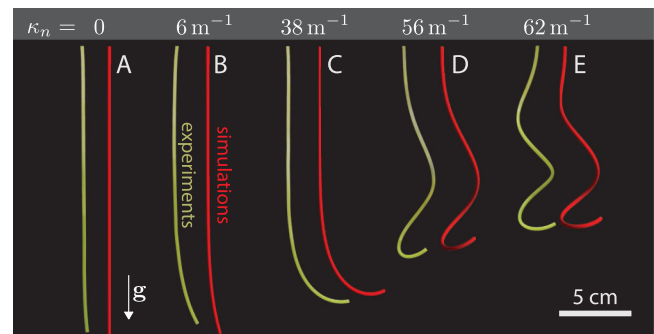 κₙ = 0 6 m⁻¹ 38 m⁻¹ 56 m⁻¹ 62 m⁻¹
A B C D E
experiments
simulations
g
5 cm